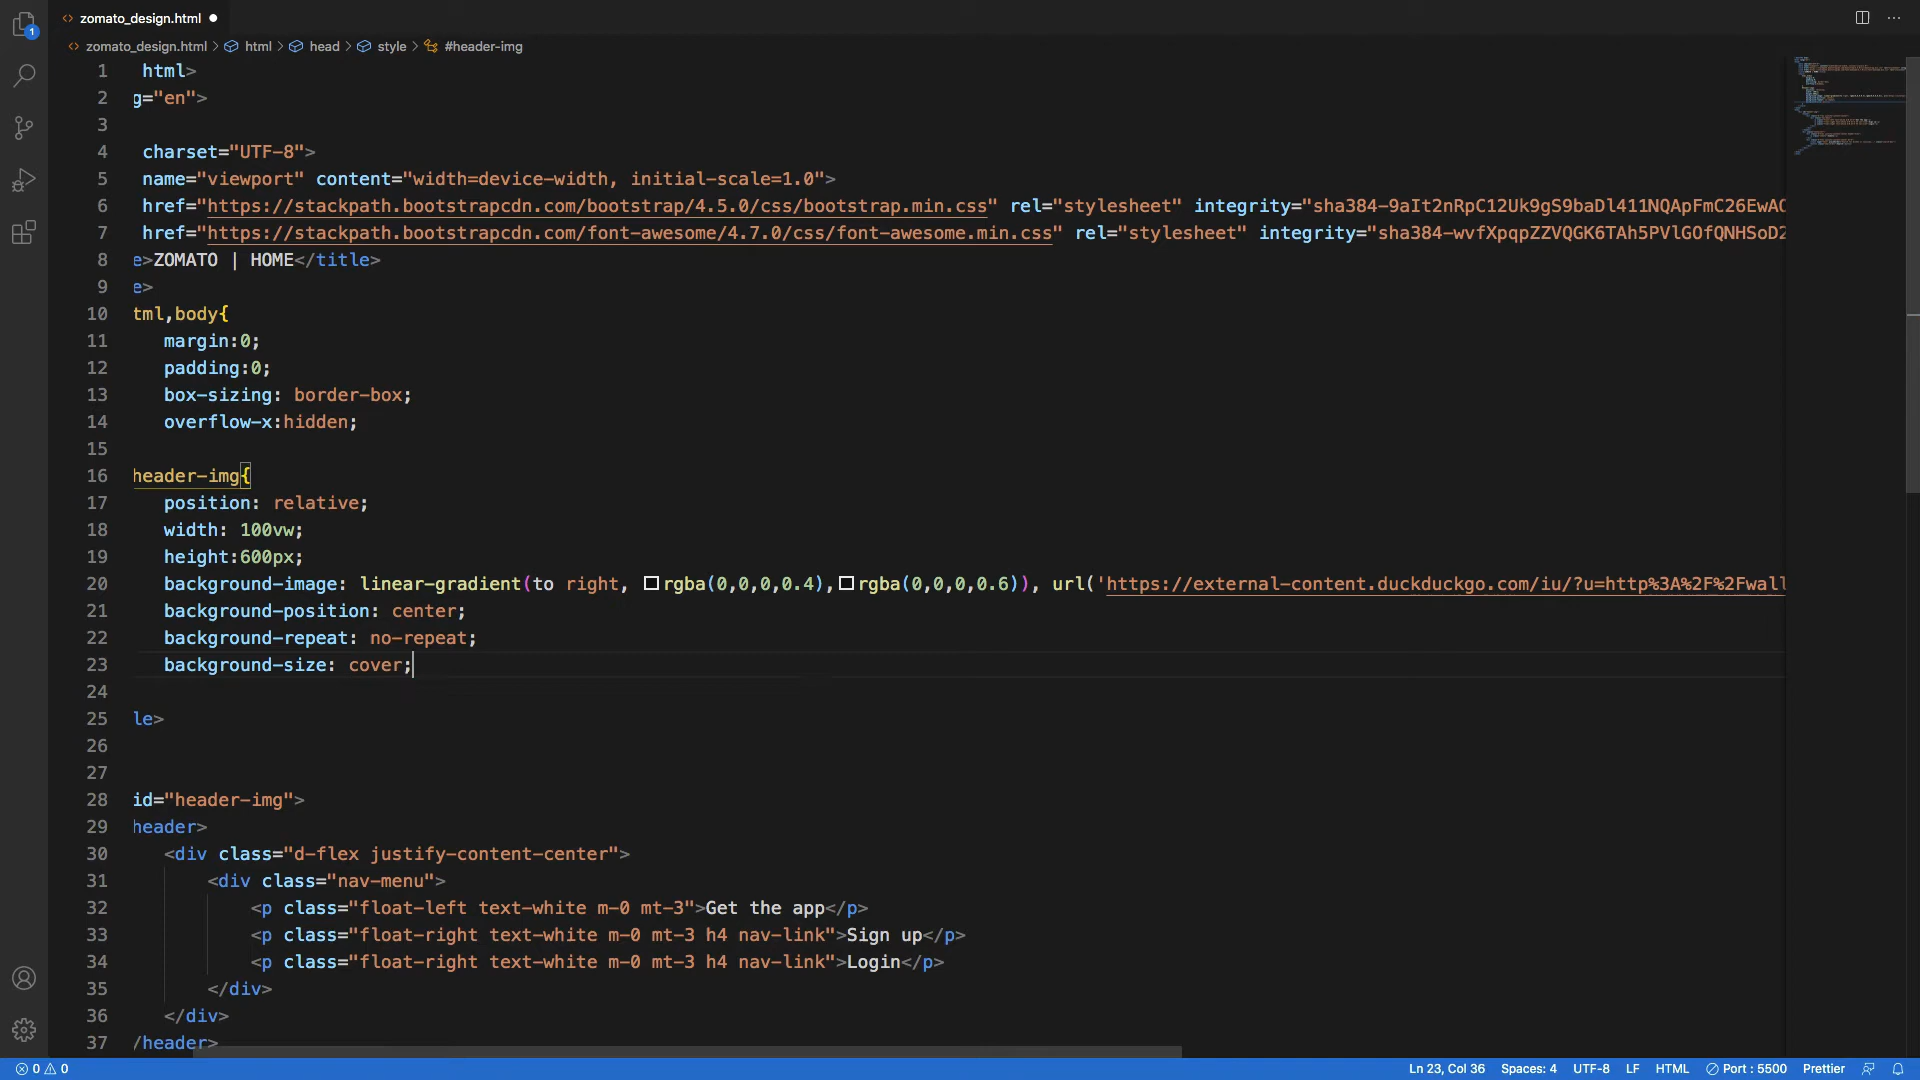 1
zomato_design.html
zomato_design.html > html > head > style > #header-img
1 html>
2 g="en">
3
4 charset="UTF-8">
5 name="viewport" content="width=device-width, initial-scale=1.0">
6 href="https://stackpath.bootstrapcdn.com/bootstrap/4.5.0/css/bootstrap.min.css" rel="stylesheet" integrity="sha384-9aIt2nRpC12Uk9gS9baDl411NQApFmC26EwAO
7 href="https://stackpath.bootstrapcdn.com/font-awesome/4.7.0/css/font-awesome.min.css" rel="stylesheet" integrity="sha384-wvfXpqpZZVQGK6TAh5PVlGOfQNHSoD2
8 e>ZOMATO | HOME</title>
9 e>
10 tml,body{
11 margin:0;
12 padding:0;
13 box-sizing: border-box;
14 overflow-x:hidden;
15
16 header-img{
17 position: relative;
18 width: 100vw;
19 height:600px;
20 background-image: linear-gradient(to right, rgba(0,0,0,0.4),rgba(0,0,0,0.6)), url('https://external-content.duckduckgo.com/iu/?u=http%3A%2F%2Fwall
21 background-position: center;
22 background-repeat: no-repeat;
23 background-size: cover;
24
25 le>
26
27
28 id="header-img">
29 header>
30 <div class="d-flex justify-content-center">
31 <div class="nav-menu">
32 <p class="float-left text-white m-0 mt-3">Get the app</p>
33 <p class="float-right text-white m-0 mt-3 h4 nav-link">Sign up</p>
34 <p class="float-right text-white m-0 mt-3 h4 nav-link">Login</p>
35 </div>
36 </div>
37 /header>
0 0 Ln 23, Col 36 Spaces: 4 UTF-8 LF HTML Port : 5500 Prettier